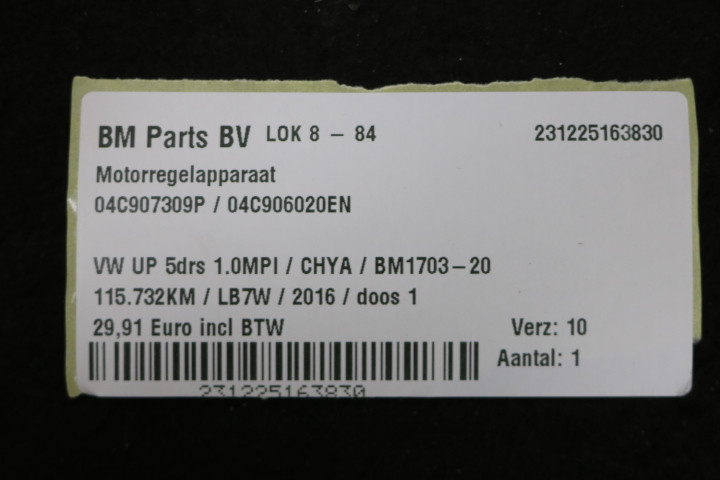 BM Parts BV LOK 8 – 84 231225163830
Motorregelapparaat
04C907309P / 04C906020EN
VW UP 5drs 1.0MPI / CHYA / BM1703–20
115.732KM / LB7W / 2016 / doos 1
29,91 Euro incl BTW Verz: 10
Aantal: 1
231225163830